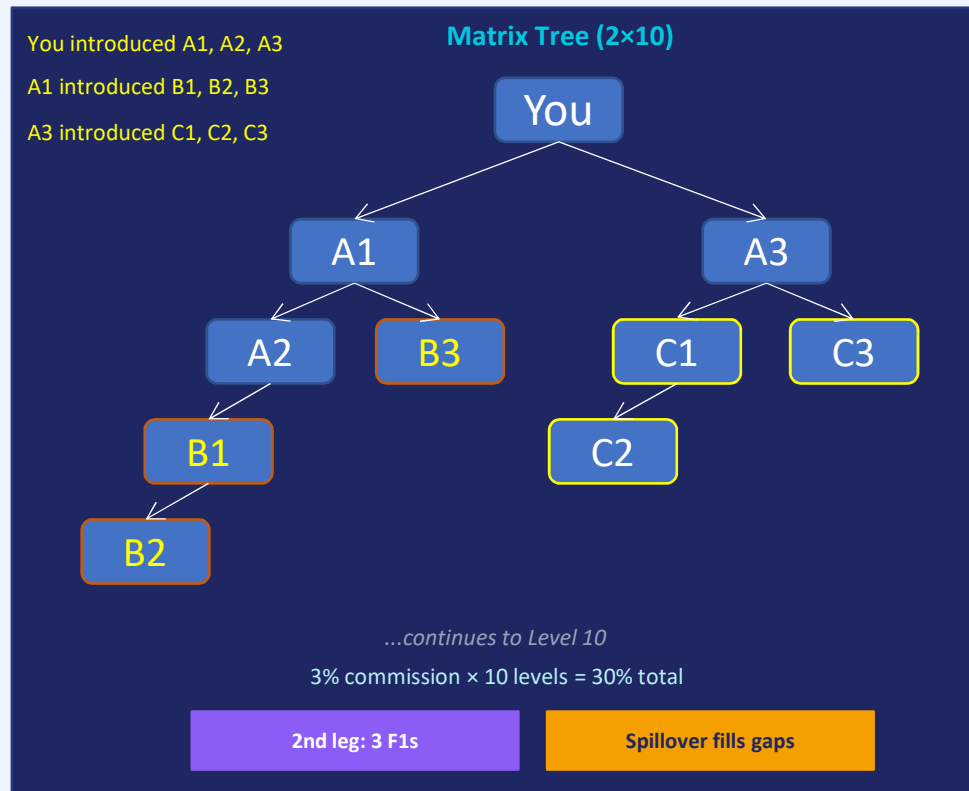 You introduced A1, A2, A3
Matrix Tree (2×10)
A1 introduced B1, B2, B3
A3 introduced C1, C2, C3
You
A1
A3
A2
B3
C1
C3
B1
C2
B2
...continues to Level 10
3% commission × 10 levels = 30% total
2nd leg: 3 F1s
Spillover fills gaps